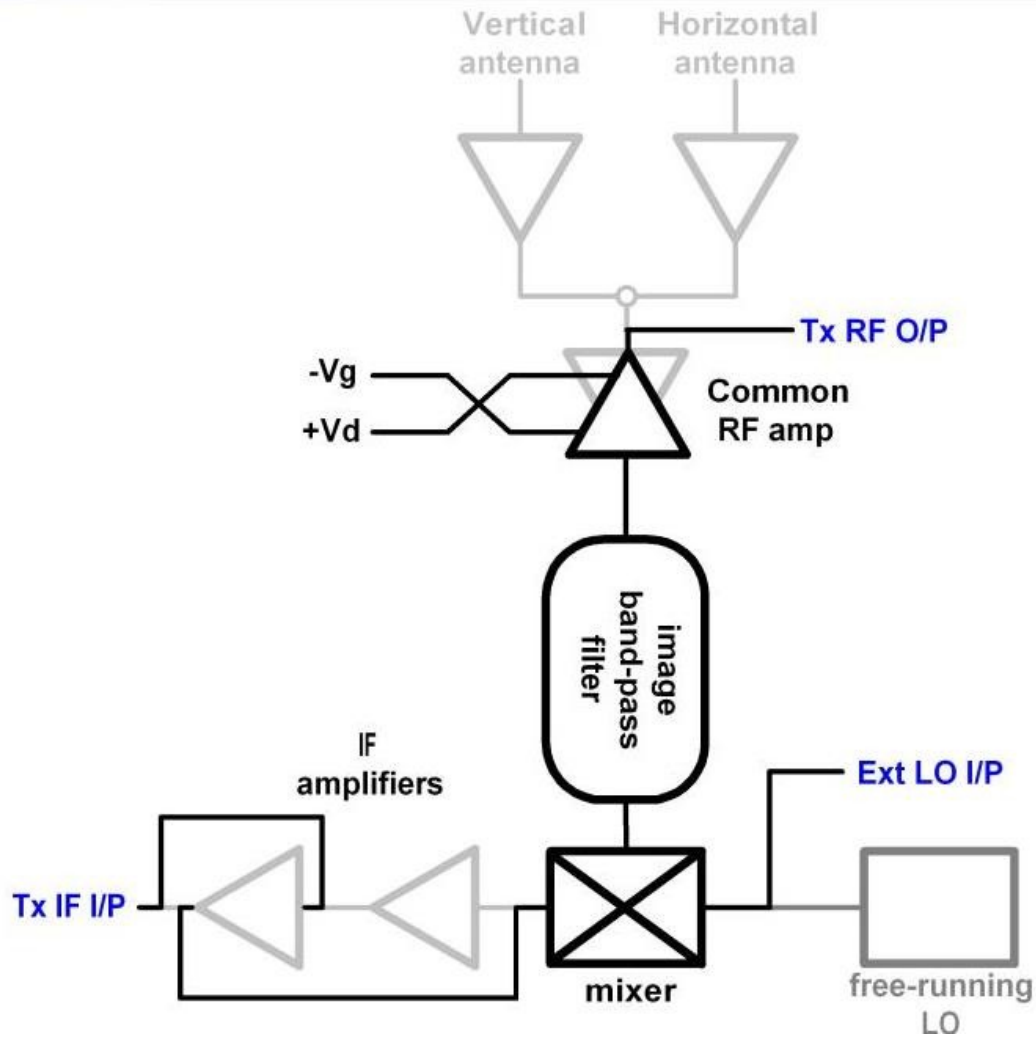 Vertical
antenna
Horizontal
antenna
Tx RF O/P
-Vg
+Vd
Common
RF amp
image
band-pass
filter
IF
amplifiers
Ext LO I/P
Tx IF I/P
mixer
free-running
LO